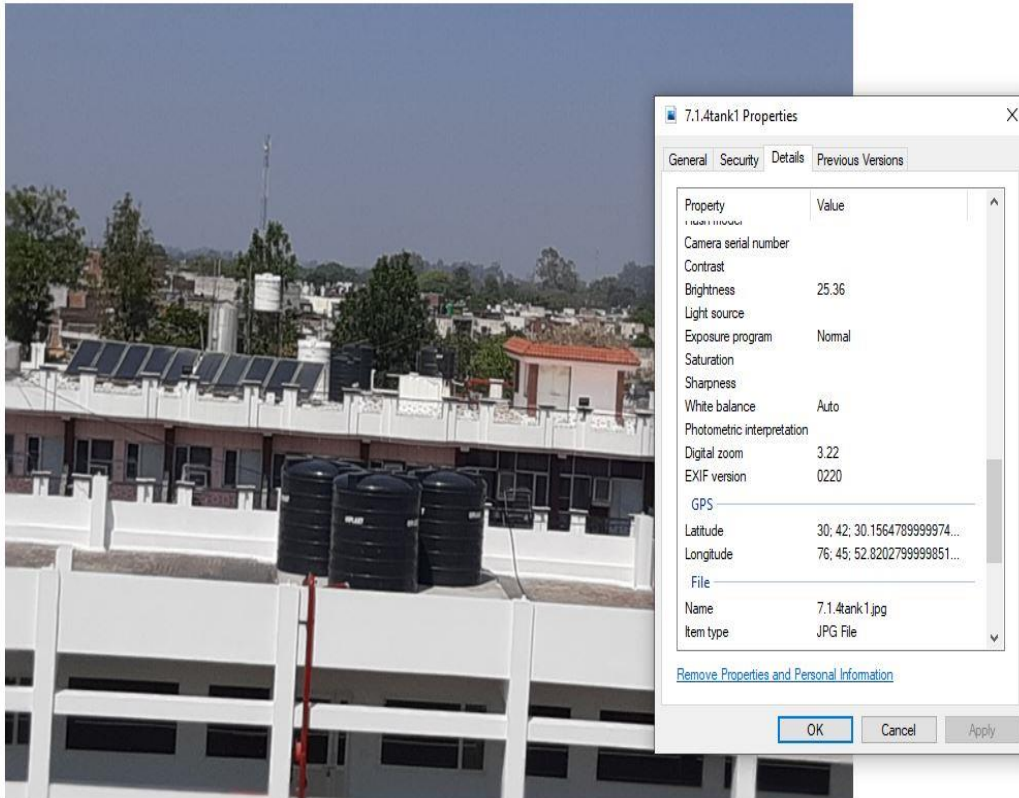 7.1.4tank1 Properties
General Security Details Previous Versions
Property Value
Camera serial number
Contrast
Brightness 25.36
Light source
Exposure program Normal
Saturation
Sharpness
White balance Auto
Photometric interpretation
Digital zoom 3.22
EXIF version 0220
GPS
Latitude 30; 42; 30.1564789999974...
Longitude 76; 45; 52.8202799999851...
File
Name 7.1.4tank1.jpg
Item type JPG File
Remove Properties and Personal Information
OK Cancel Apply